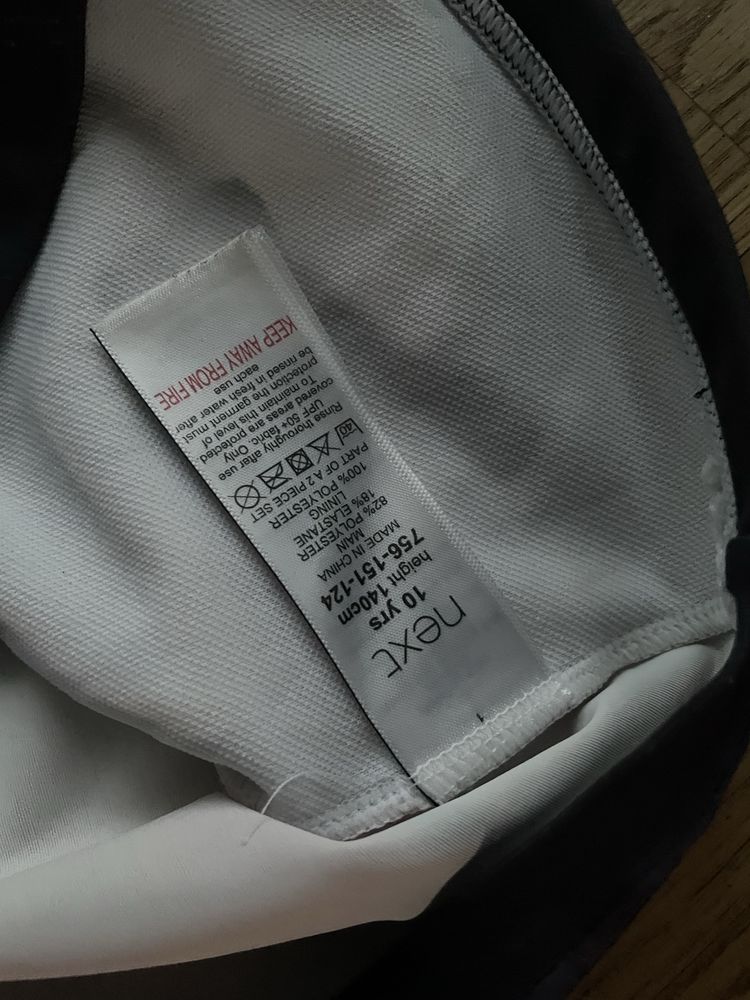 next
10 yrs
height 140cm
756-151-124
MADE IN CHINA
MAIN
82% POLYESTER
18% ELASTANE
LINING
100% POLYESTER
PART OF A 2 PIECE SET
40
Rinse thoroughly after use
UPF 50+ fabric. Only
covered areas are protected
To maintain this level of
protection the garment must
be rinsed in fresh water after
each use
KEEP AWAY FROM FIRE
1